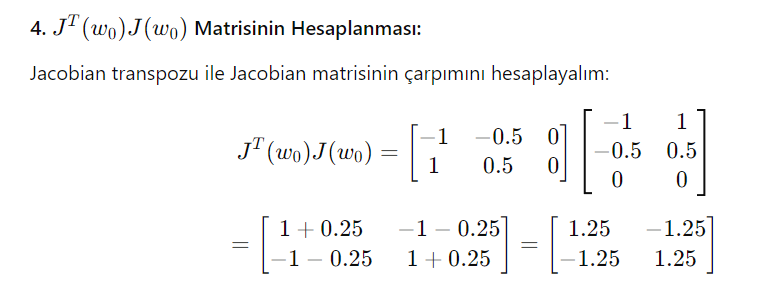 4. $J^T(w_0)J(w_0)$ Matrisinin Hesaplanması:
Jacobian transpozu ile Jacobian matrisinin çarpımını hesaplayalım:
$J^T(w_0)J(w_0) = \begin{bmatrix} -1 & -0.5 & 0 \\ 1 & 0.5 & 0 \end{bmatrix} \begin{bmatrix} -1 & 1 \\ -0.5 & 0.5 \\ 0 & 0 \end{bmatrix}$
$= \begin{bmatrix} 1 + 0.25 & -1 - 0.25 \\ -1 - 0.25 & 1 + 0.25 \end{bmatrix} = \begin{bmatrix} 1.25 & -1.25 \\ -1.25 & 1.25 \end{bmatrix}$